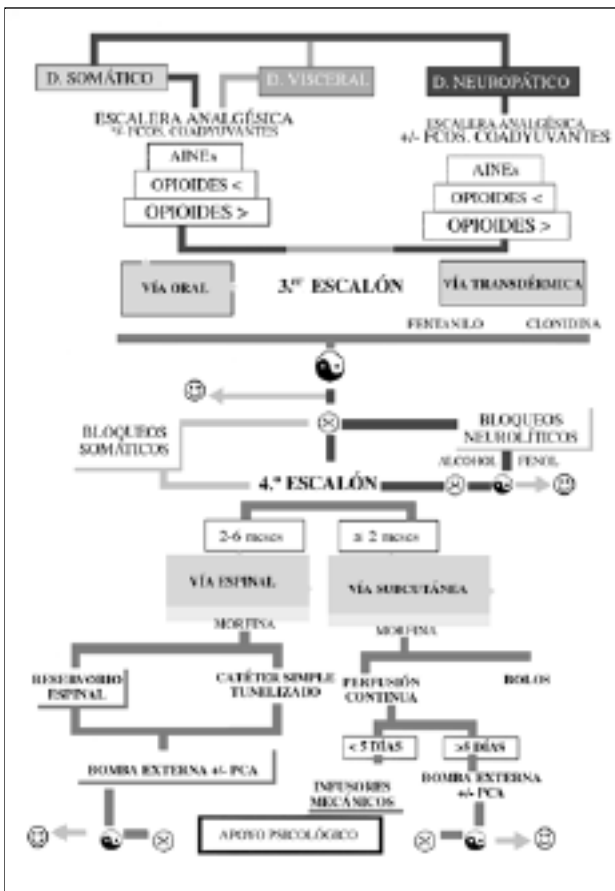 D. SOMÁTICO
D. VISCERAL
D. NEUROPÁTICO
ESCALERA ANALGÉSICA
+/- FCOS. COADYUVANTES
ESCALERA ANALGÉSICA
+/- FCOS. COADYUVANTES
AINEs
OPIOIDES <
OPIOIDES >
AINEs
OPIOIDES <
OPIOIDES >
VÍA ORAL
3.er ESCALÓN
VÍA TRANSDÉRMICA
FENTANILO
CLONIDINA
BLOQUEOS
SOMÁTICOS
BLOQUEOS
NEUROLÍTICOS
ALCOHOL
FENOL
4.º ESCALÓN
2-6 meses
2 meses
VÍA ESPINAL
VÍA SUBCUTÁNEA
MORFINA
MORFINA
RESERVORIO
ESPINAL
CATÉTER SIMPLE
TUNELIZADO
PERFUSIÓN
CONTINUA
BOLOS
< 5 DÍAS
>5 DÍAS
BOMBA EXTERNA +/- PCA
INFUSORES
MECÁNICOS
BOMBA EXTERNA
+/- PCA
APOYO PSICOLÓGICO